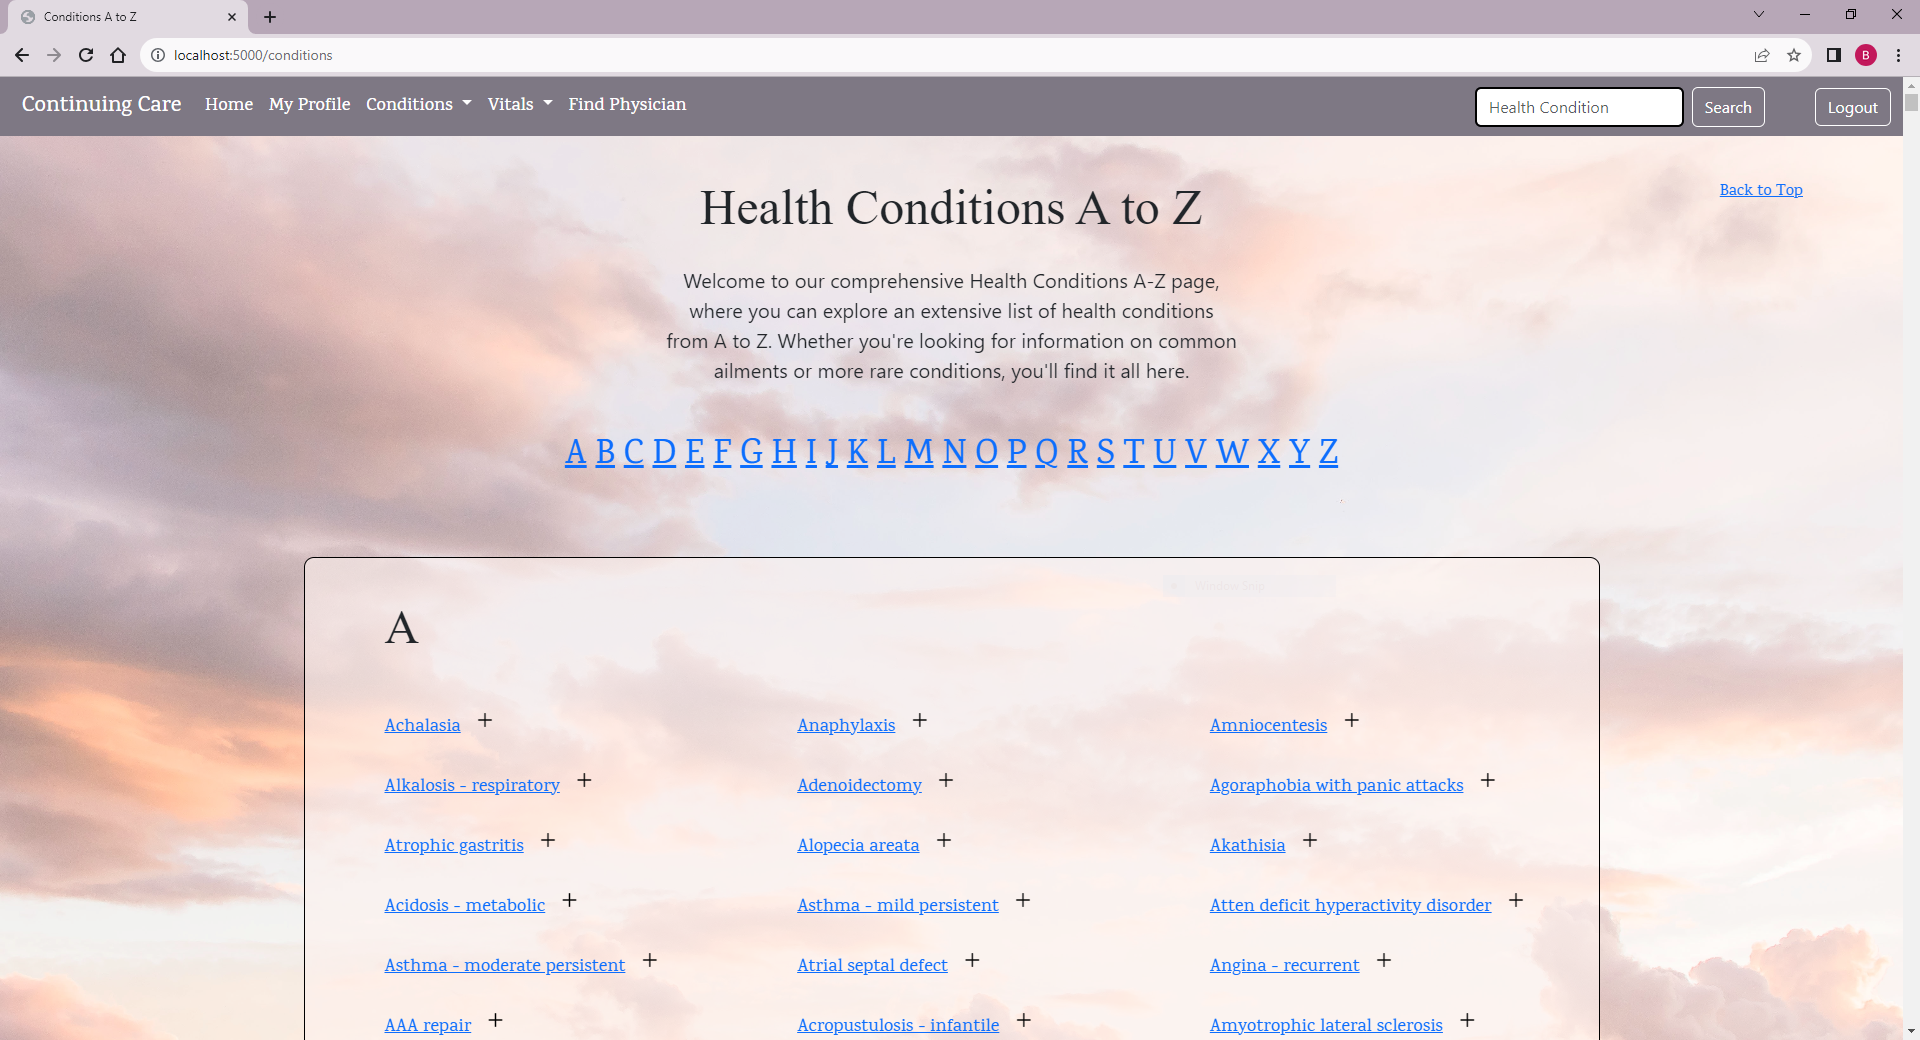 Conditions A to Z
localhost:5000/conditions
B
Continuing Care Home My Profile Conditions Vitals Find Physician Health Condition Search Logout
Back to Top
Health Conditions A to Z
Welcome to our comprehensive Health Conditions A-Z page,
where you can explore an extensive list of health conditions
from A to Z. Whether you're looking for information on common
ailments or more rare conditions, you'll find it all here.
A B C D E F G H I J K L M N O P Q R S T U V W X Y Z
Window Snip
A
Achalasia + Anaphylaxis + Amniocentesis +
Alkalosis - respiratory + Adenoidectomy + Agoraphobia with panic attacks +
Atrophic gastritis + Alopecia areata + Akathisia +
Acidosis - metabolic + Asthma - mild persistent + Atten deficit hyperactivity disorder +
Asthma - moderate persistent + Atrial septal defect + Angina - recurrent +
AAA repair + Acropustulosis - infantile + Amyotrophic lateral sclerosis +